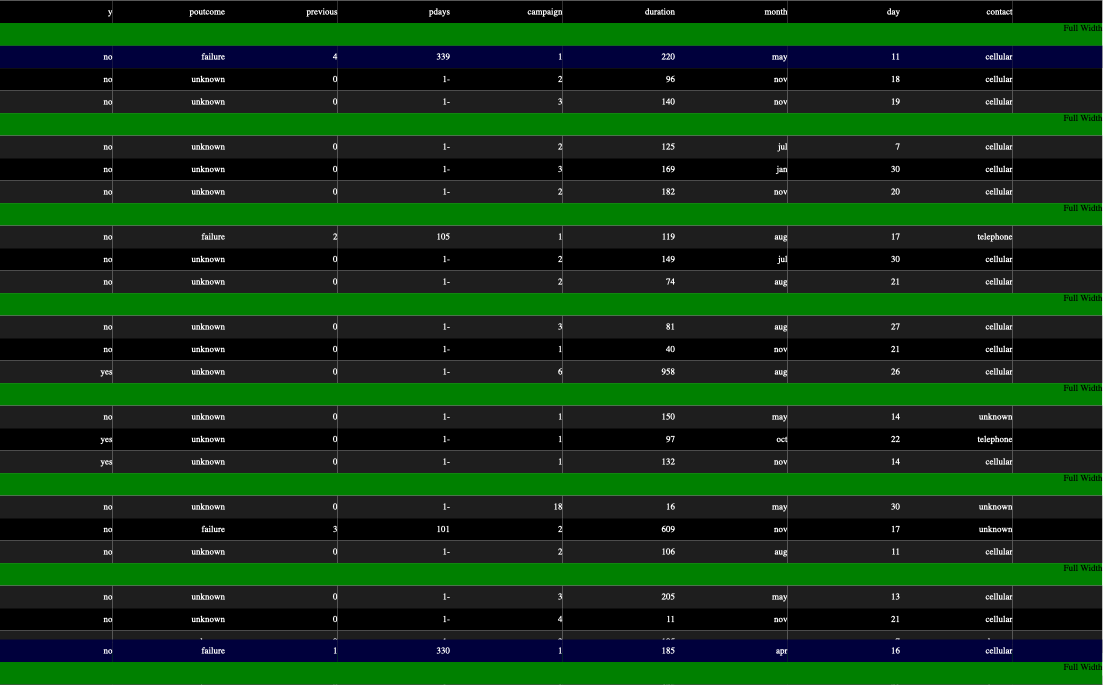 y poutcome previous pdays campaign duration month day contact
Full Width
no failure 4 339 1 220 may 11 cellular
no unknown 0 1- 2 96 nov 18 cellular
no unknown 0 1- 3 140 nov 19 cellular
Full Width
no unknown 0 1- 2 125 jul 7 cellular
no unknown 0 1- 3 169 jan 30 cellular
no unknown 0 1- 2 182 nov 20 cellular
Full Width
no failure 2 105 1 119 aug 17 telephone
no unknown 0 1- 2 149 jul 30 cellular
no unknown 0 1- 2 74 aug 21 cellular
Full Width
no unknown 0 1- 3 81 aug 27 cellular
no unknown 0 1- 1 40 nov 21 cellular
yes unknown 0 1- 6 958 aug 26 cellular
Full Width
no unknown 0 1- 1 150 may 14 unknown
yes unknown 0 1- 1 97 oct 22 telephone
yes unknown 0 1- 1 132 nov 14 cellular
Full Width
no unknown 0 1- 18 16 may 30 unknown
no failure 3 101 2 609 nov 17 unknown
no unknown 0 1- 2 106 aug 11 cellular
Full Width
no unknown 0 1- 3 205 may 13 cellular
no unknown 0 1- 4 11 nov 21 cellular
no failure 1 330 1 185 apr 16 cellular
Full Width